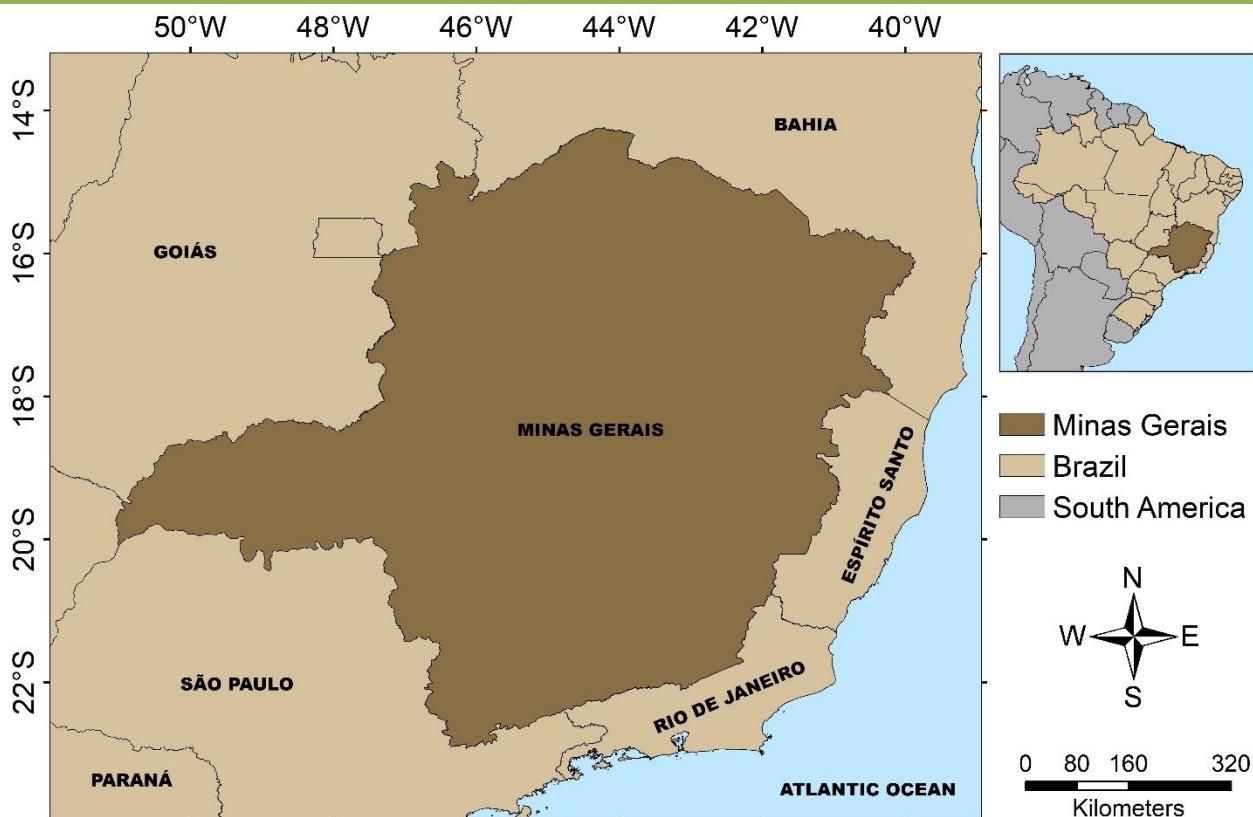 50°W 48°W 46°W 44°W 42°W 40°W
14°S
16°S
18°S
20°S
22°S
BAHIA
GOIÁS
MINAS GERAIS
ESPÍRITO SANTO
SÃO PAULO
RIO DE JANEIRO
PARANÁ
ATLANTIC OCEAN
Minas Gerais
Brazil
South America
N
W E
S
0 80 160 320
Kilometers